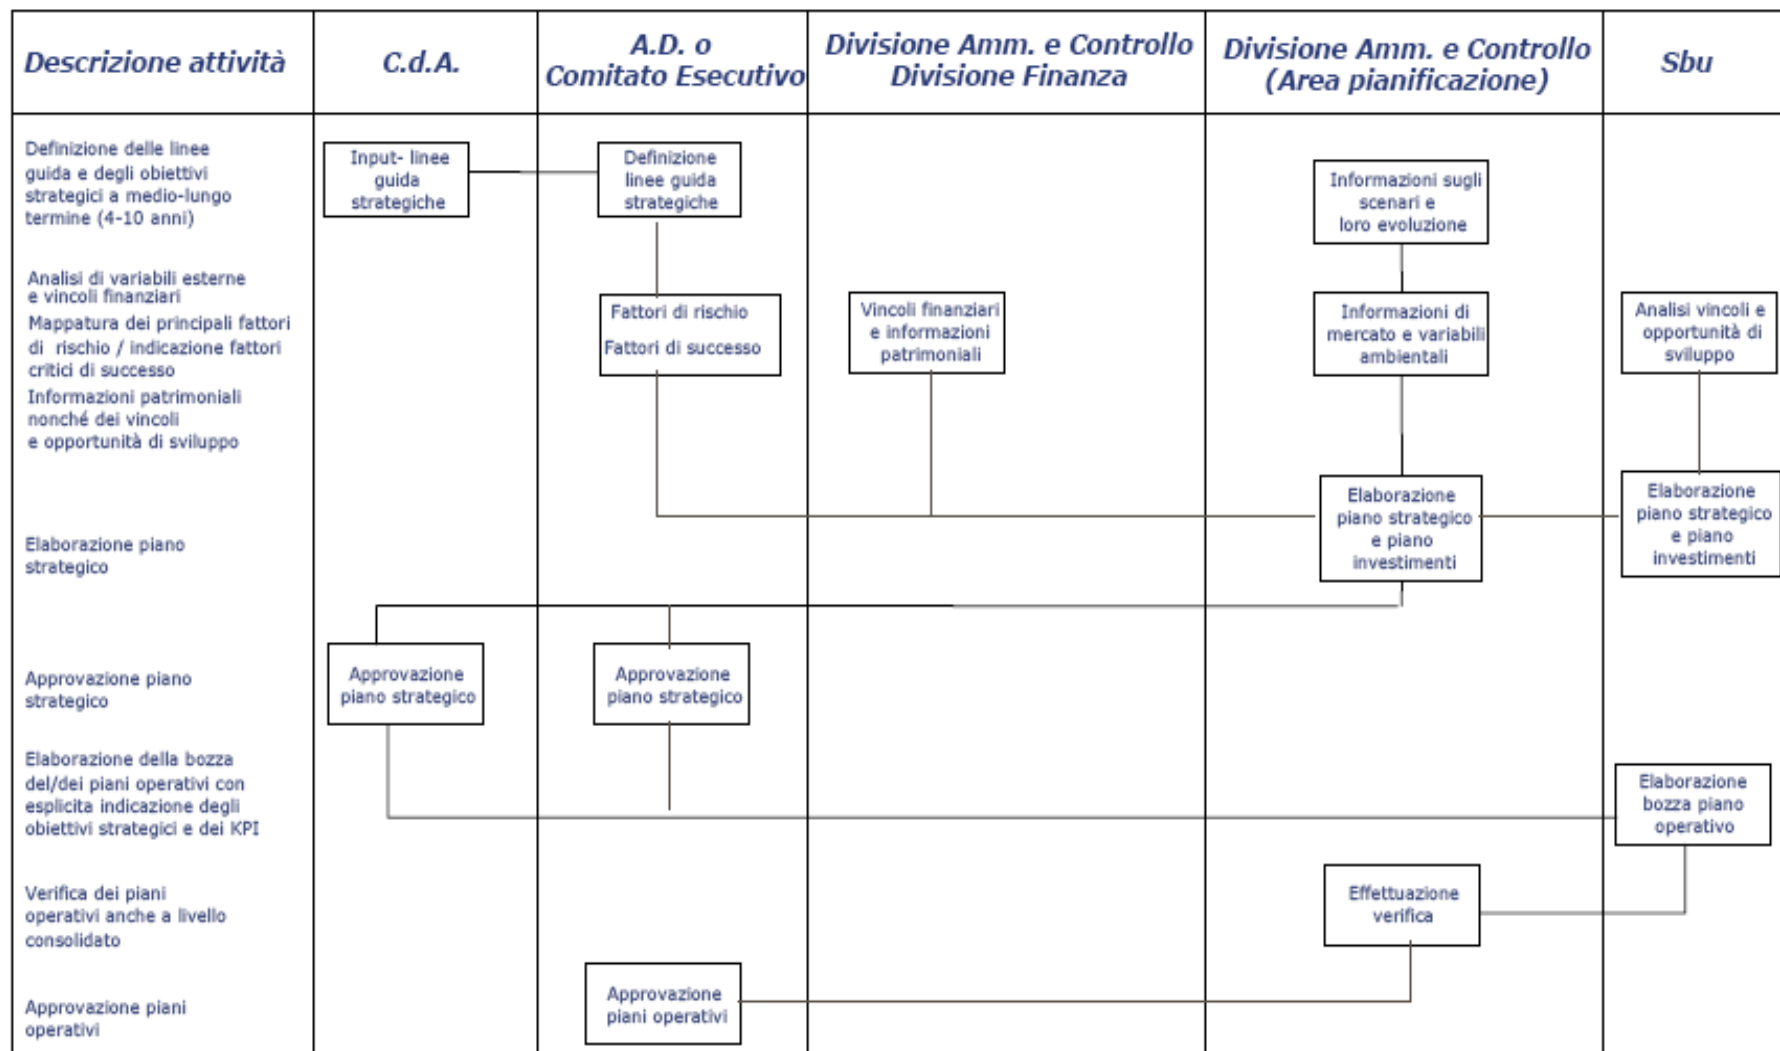 Descrizione attività
C.d.A.
A.D. o
Comitato Esecutivo
Divisione Amm. e Controllo
Divisione Finanza
Divisione Amm. e Controllo
(Area pianificazione)
Sbu
Definizione delle linee
guida e degli obiettivi
strategici a medio-lungo
termine (4-10 anni)
Input- linee
guida
strategiche
Definizione
linee guida
strategiche
Informazioni sugli
scenari e
loro evoluzione
Analisi di variabili esterne
e vincoli finanziari
Mappatura dei principali fattori
di rischio / indicazione fattori
critici di successo
Informazioni patrimoniali
nonché dei vincoli
e opportunità di sviluppo
Fattori di rischio
Fattori di successo
Vincoli finanziari
e informazioni
patrimoniali
Informazioni di
mercato e variabili
ambientali
Analisi vincoli e
opportunità di
sviluppo
Elaborazione piano
strategico
Elaborazione
piano strategico
e piano
investimenti
Elaborazione
piano strategico
e piano
investimenti
Approvazione piano
strategico
Approvazione
piano strategico
Approvazione
piano strategico
Elaborazione della bozza
del/dei piani operativi con
esplicita indicazione degli
obiettivi strategici e dei KPI
Elaborazione
bozza piano
operativo
Verifica dei piani
operativi anche a livello
consolidato
Effettuazione
verifica
Approvazione piani
operativi
Approvazione
piani operativi